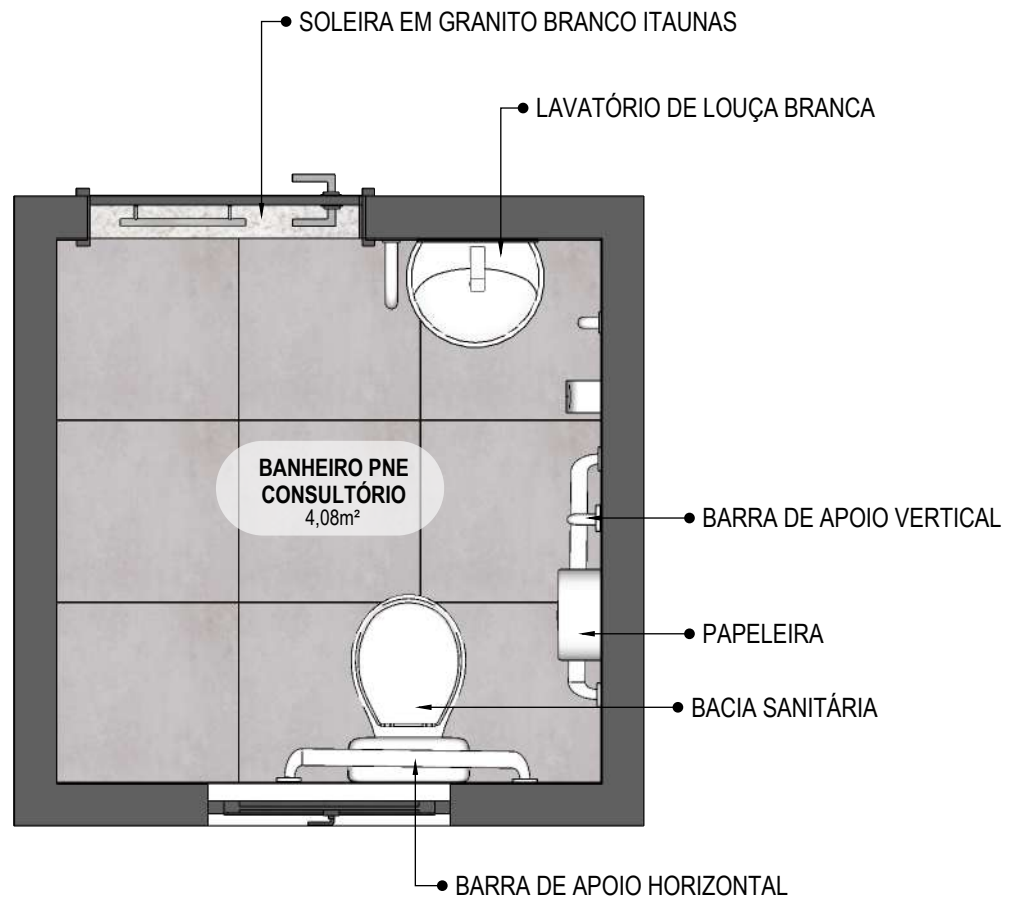 SOLEIRA EM GRANITO BRANCO ITAUNAS
LAVATÓRIO DE LOUÇA BRANCA
BANHEIRO PNE
CONSULTÓRIO
4,08m²
BARRA DE APOIO VERTICAL
PAPELEIRA
BACIA SANITÁRIA
BARRA DE APOIO HORIZONTAL